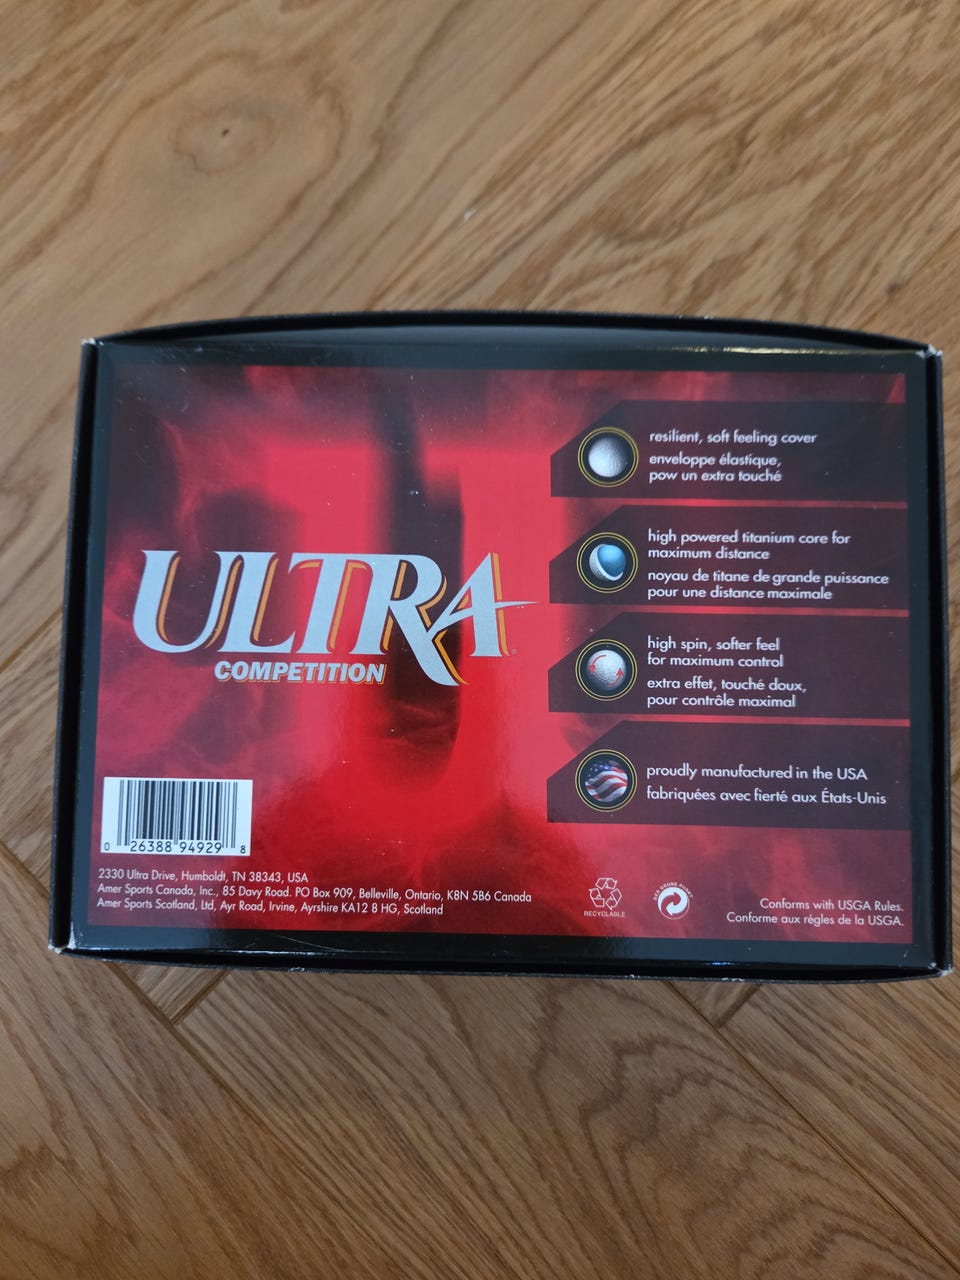 ULTRA
COMPETITION
resilient, soft feeling cover
enveloppe élastique,
pow un extra touché
high powered titanium core for
maximum distance
noyau de titane de grande puissance
pour une distance maximale
high spin, softer feel
for maximum control
extra effet, touché doux,
pour contrôle maximal
proudly manufactured in the USA
fabriquées avec fierté aux États-Unis
0 26388 94929 8
2330 Ultra Drive, Humboldt, TN 38343, USA
Amer Sports Canada, Inc., 85 Davy Road. PO Box 909, Belleville, Ontario, K8N 5B6 Canada
Amer Sports Scotland, Ltd, Ayr Road, Irvine, Ayrshire KA12 8 HG, Scotland
RECYCLABLE
DER GRÜNE PUNKT
Conforms with USGA Rules.
Conforme aux régles de la USGA.